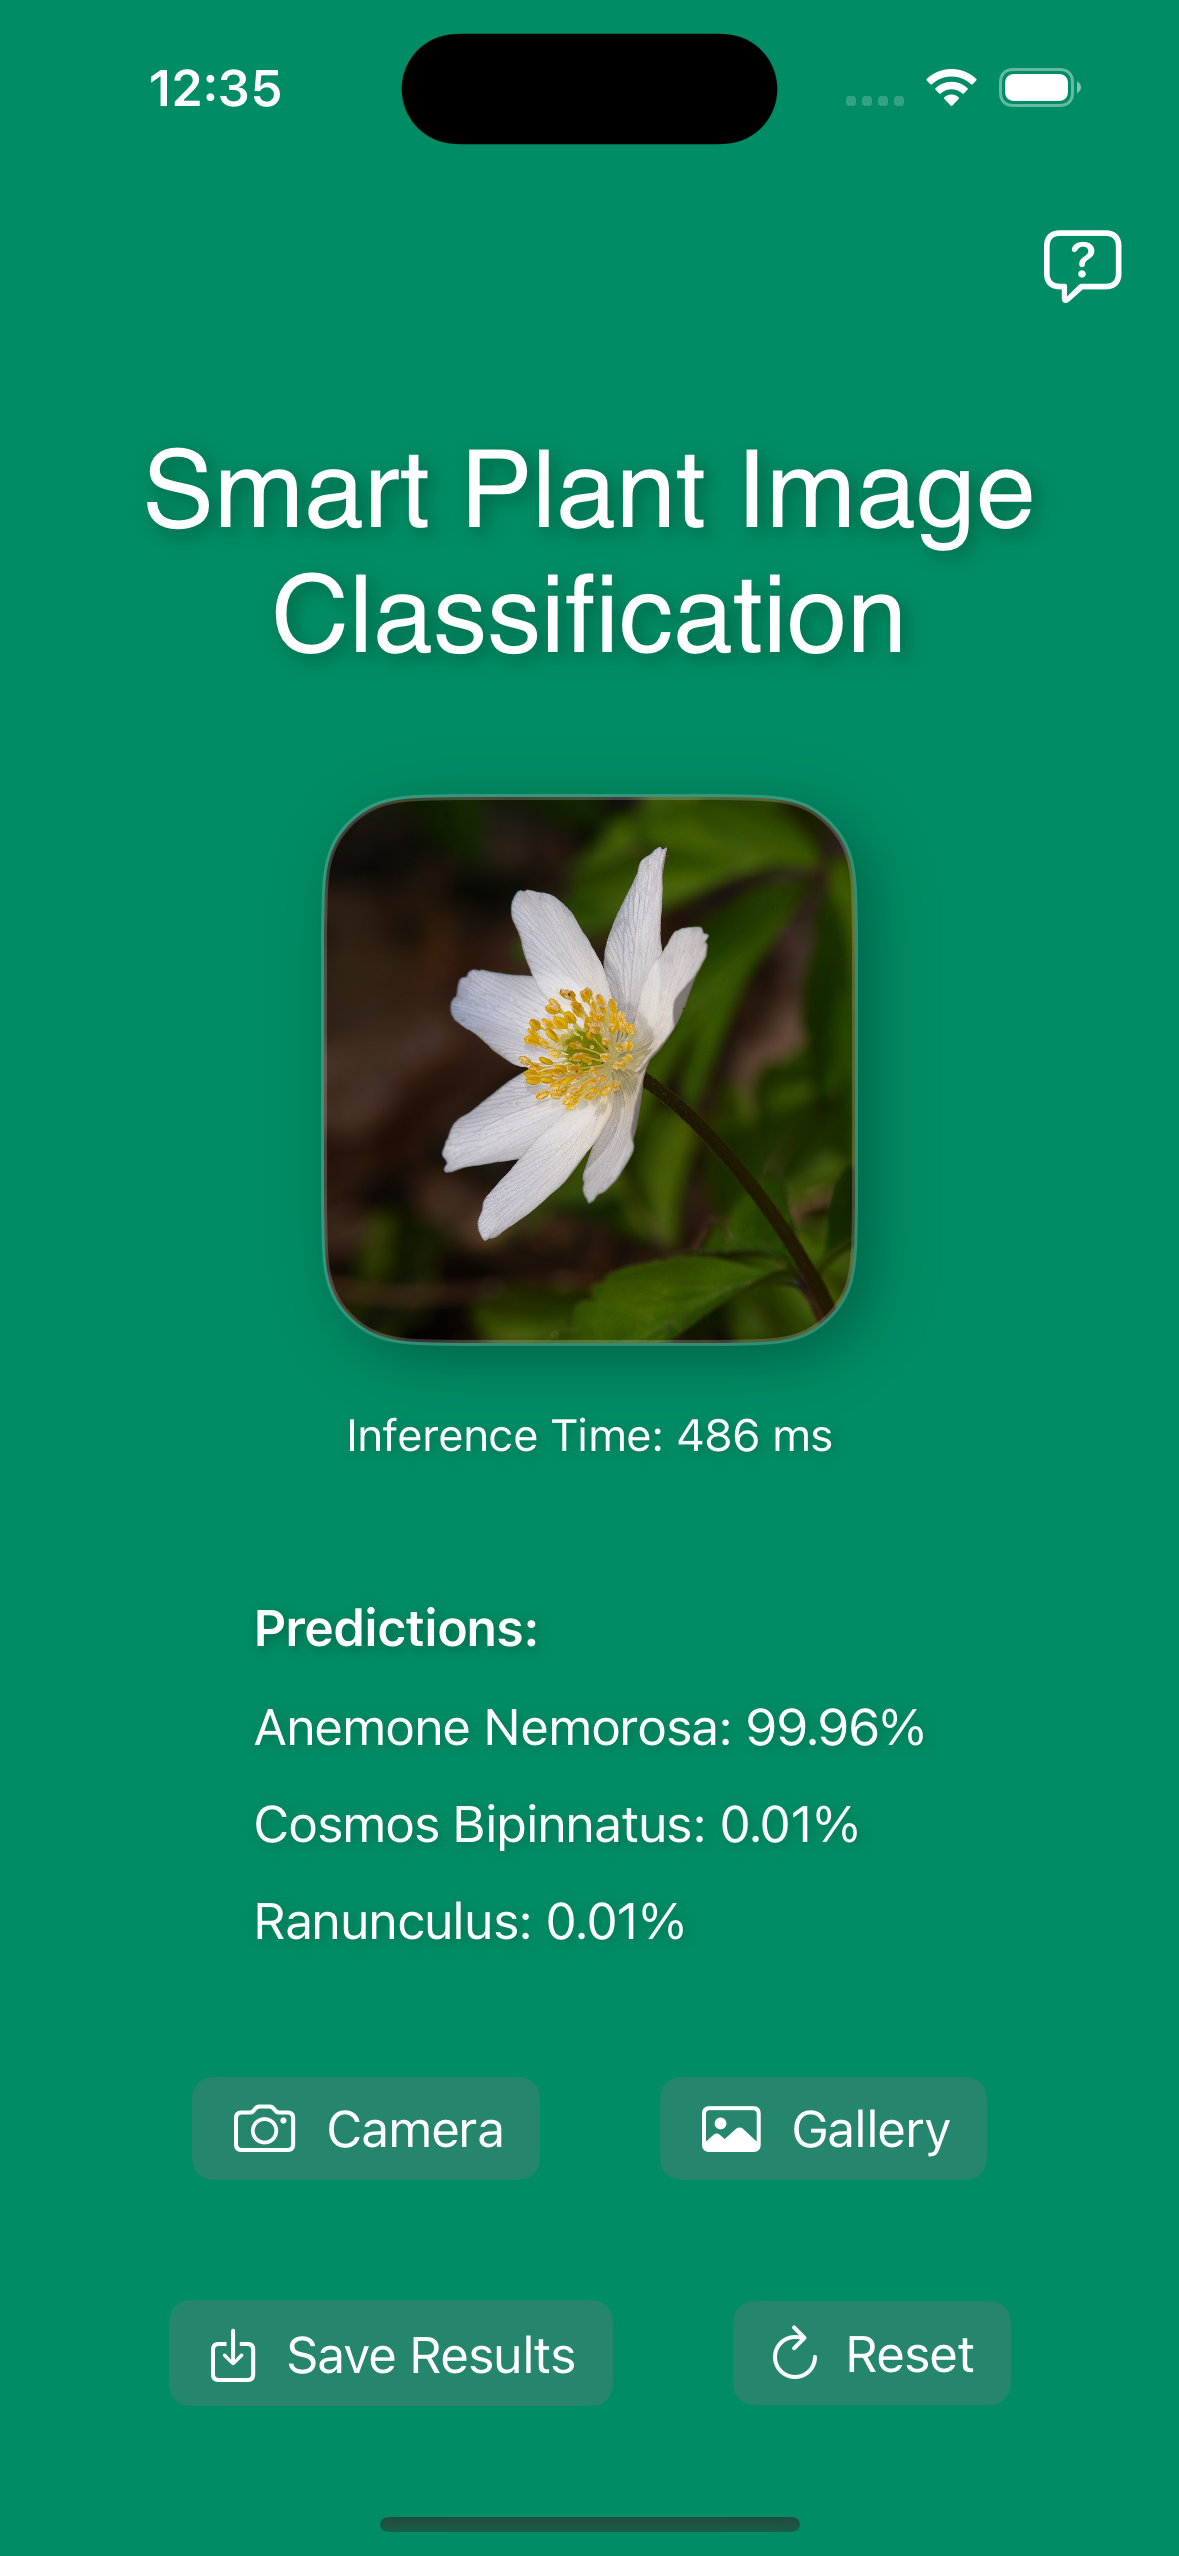 12:35
?
Smart Plant Image
Classification
Inference Time: 486 ms
Predictions:
Anemone Nemorosa: 99.96%
Cosmos Bipinnatus: 0.01%
Ranunculus: 0.01%
Camera
Gallery
Save Results
Reset